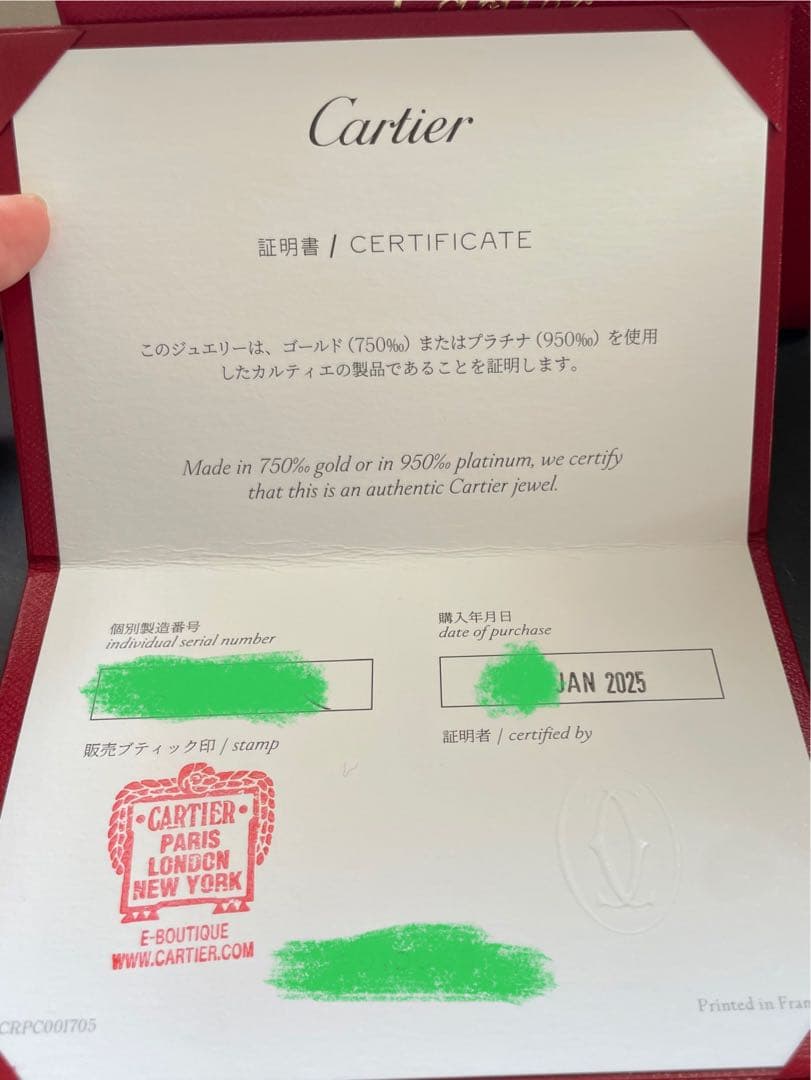 Cartier
証明書 / CERTIFICATE
このジュエリーは、ゴールド（750‰）またはプラチナ（950‰）を使用
したカルティエの製品であることを証明します。
Made in 750‰ gold or in 950‰ platinum, we certify
that this is an authentic Cartier jewel.
個別製造番号
individual serial number
購入年月日
date of purchase
JAN 2025
販売ブティック印 / stamp
証明者 / certified by
CARTIER
PARIS
LONDON
NEW YORK
E-BOUTIQUE
WWW.CARTIER.COM
CRPC001705
Printed in Fran